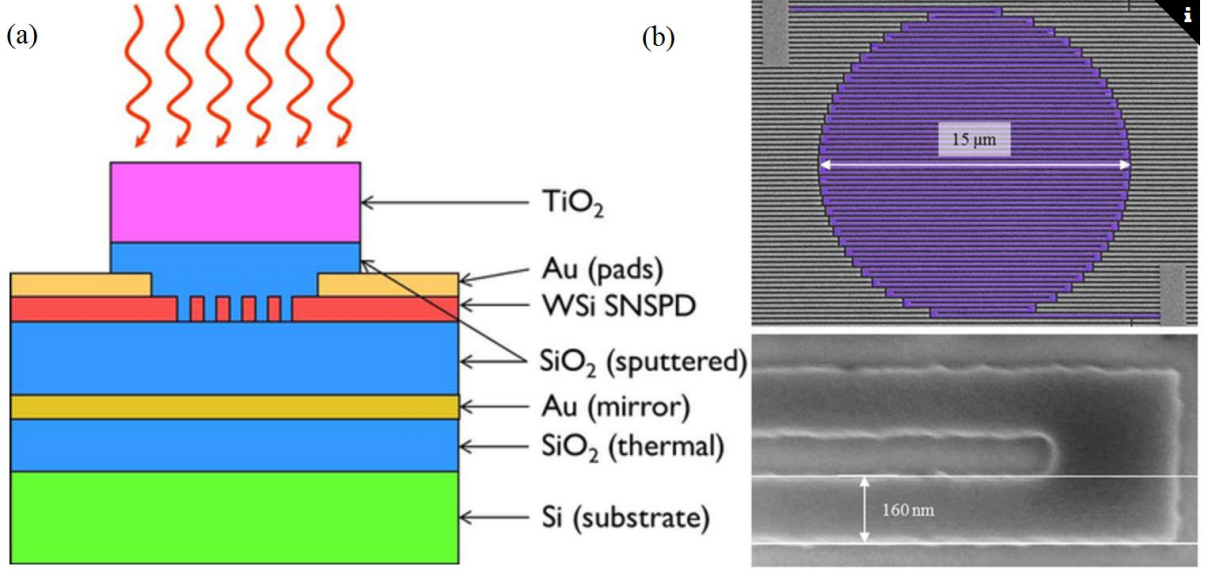 (a)
TiO2
Au (pads)
WSi SNSPD
SiO2 (sputtered)
Au (mirror)
SiO2 (thermal)
Si (substrate)
(b)
i
15 μm
160 nm